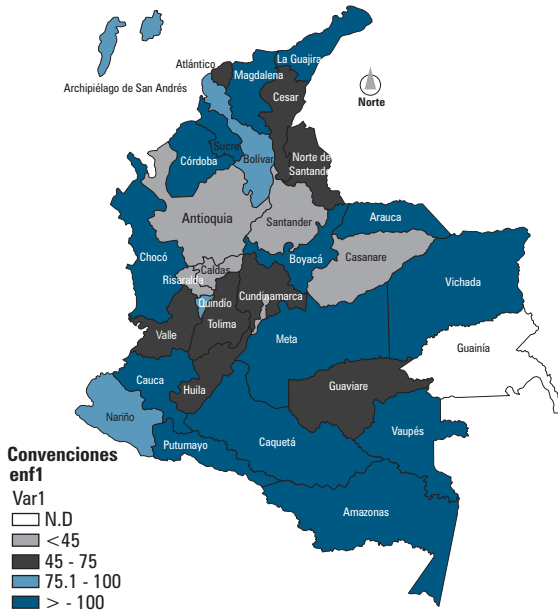 La Guajira
Atlántico
Magdalena
Archipiélago de San Andrés
Cesar
Norte
Sucre
Bolívar
Norte de
Santander
Córdoba
Antioquia
Santander
Arauca
Chocó
Boyacá
Casanare
Caldas
Risaralda
Vichada
Quindío
Cundinamarca
Tolima
Valle
Meta
Guainía
Cauca
Huila
Guaviare
Nariño
Vaupés
Caquetá
Putumayo
Amazonas
Convenciones
enf1
Var1
N.D
<45
45 - 75
75.1 - 100
> - 100